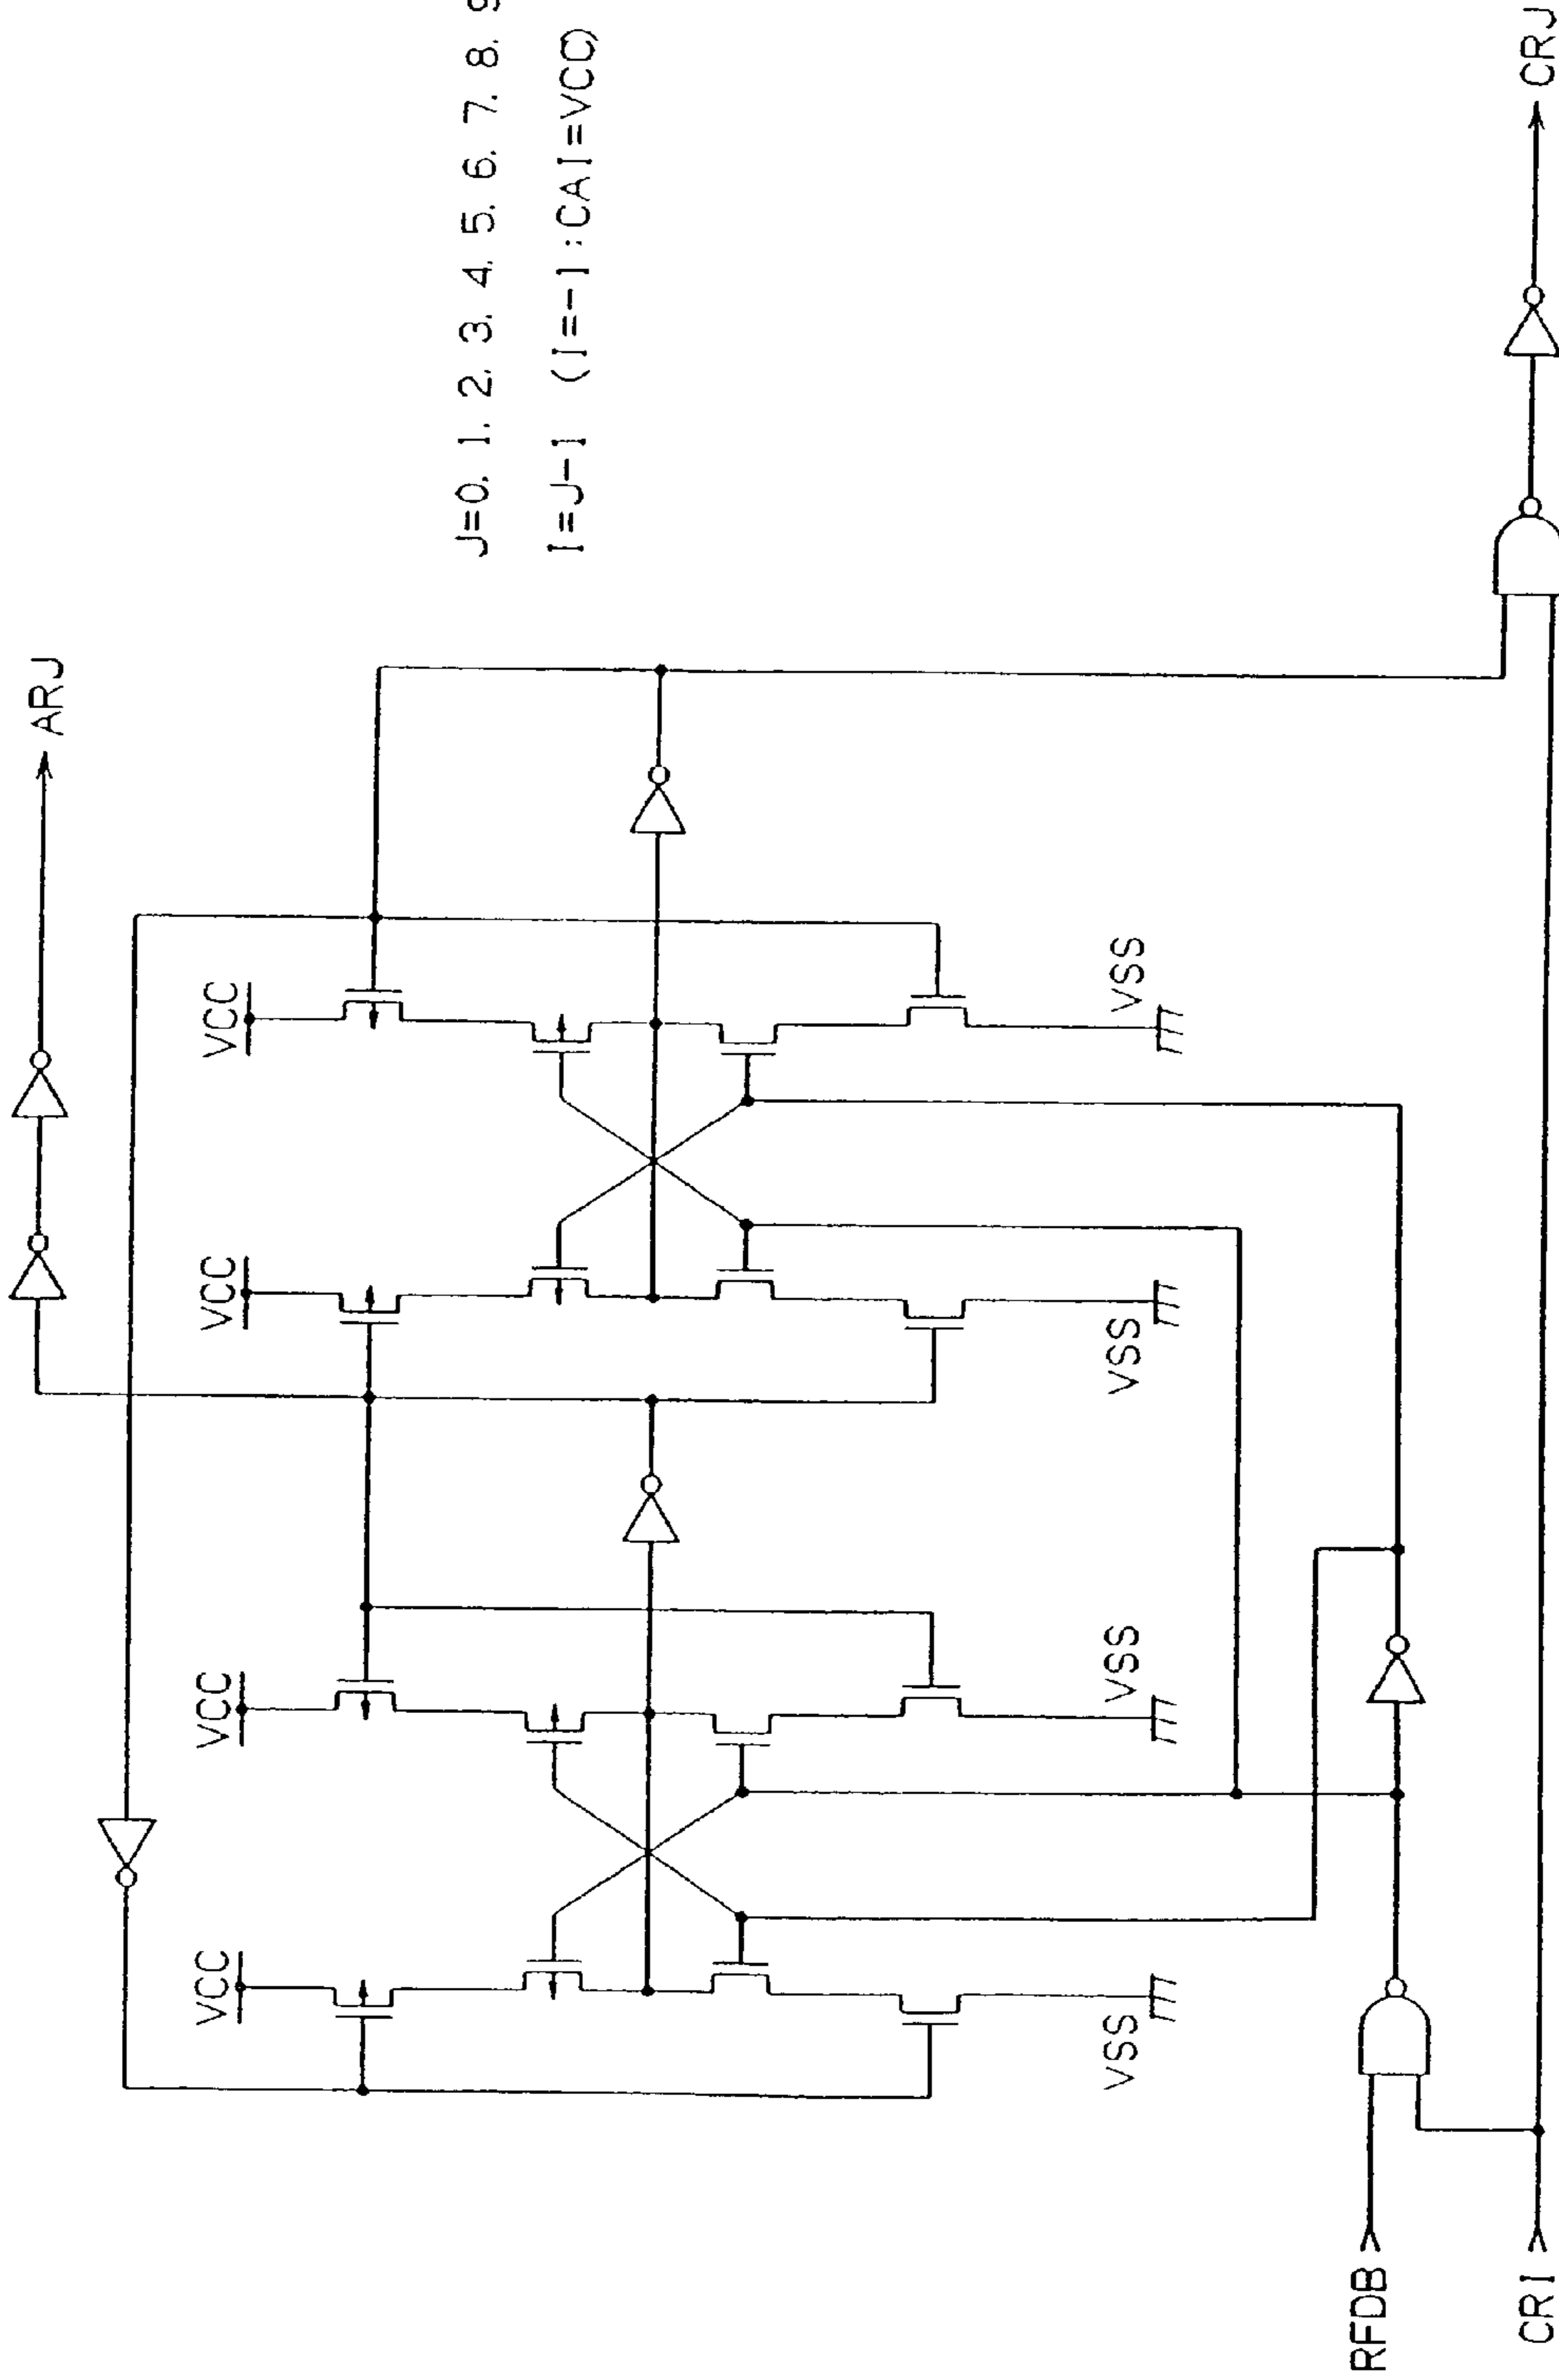 ARJ
VCC
VCC
VCC
VCC
VSS
VSS
VSS
VSS
J=0, 1, 2, 3, 4, 5, 6, 7, 8, 9
I=J-1 (I=-1:CAI=VCC)
RFDB
CRI
CRJ